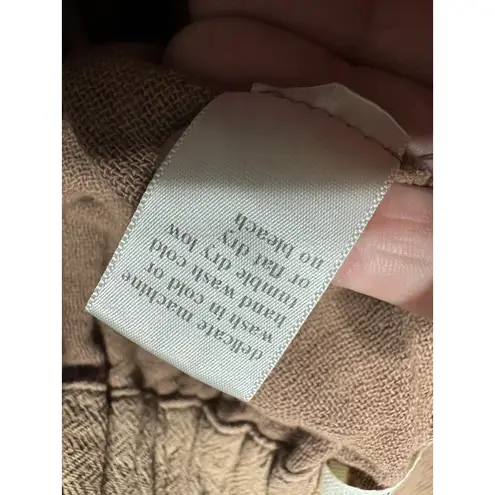 delicate machine
wash in cold or
hand wash cold
tumble dry low
or flat dry
no bleach